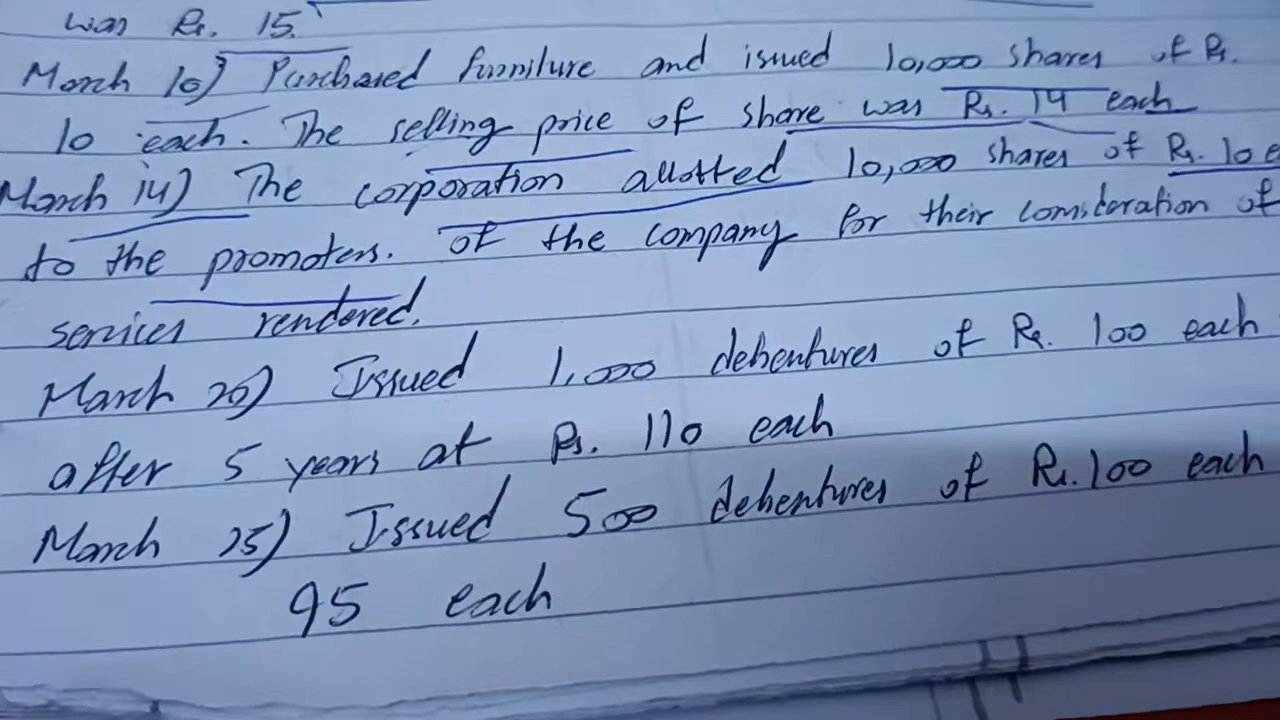 was Rs. 15.
March 10) Purchased furniture and issued 10,000 shares of Rs.
10 each. The selling price of share was Rs. 14 each
March 14) The corporation allotted 10,000 shares of Rs. 10 e
to the promoters. of the company for their consideration of
services rendered.
March 20) Issued 1,000 debentures of Rs. 100 each
after 5 years at Rs. 110 each
March 25) Issued 500 debentures of Rs. 100 each
95 each